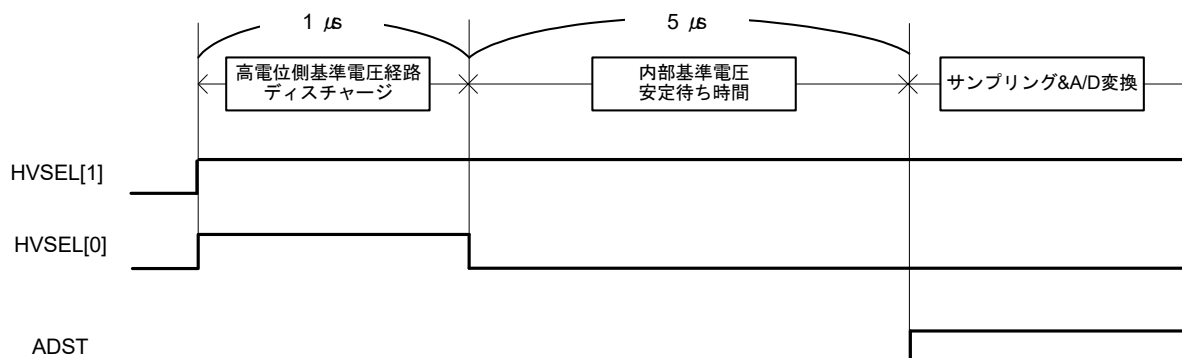 1 μs
5 μs
高電位側基準電圧経路
ディスチャージ
内部基準電圧
安定待ち時間
サンプリング&A/D変換
HVSEL[1]
HVSEL[0]
ADST